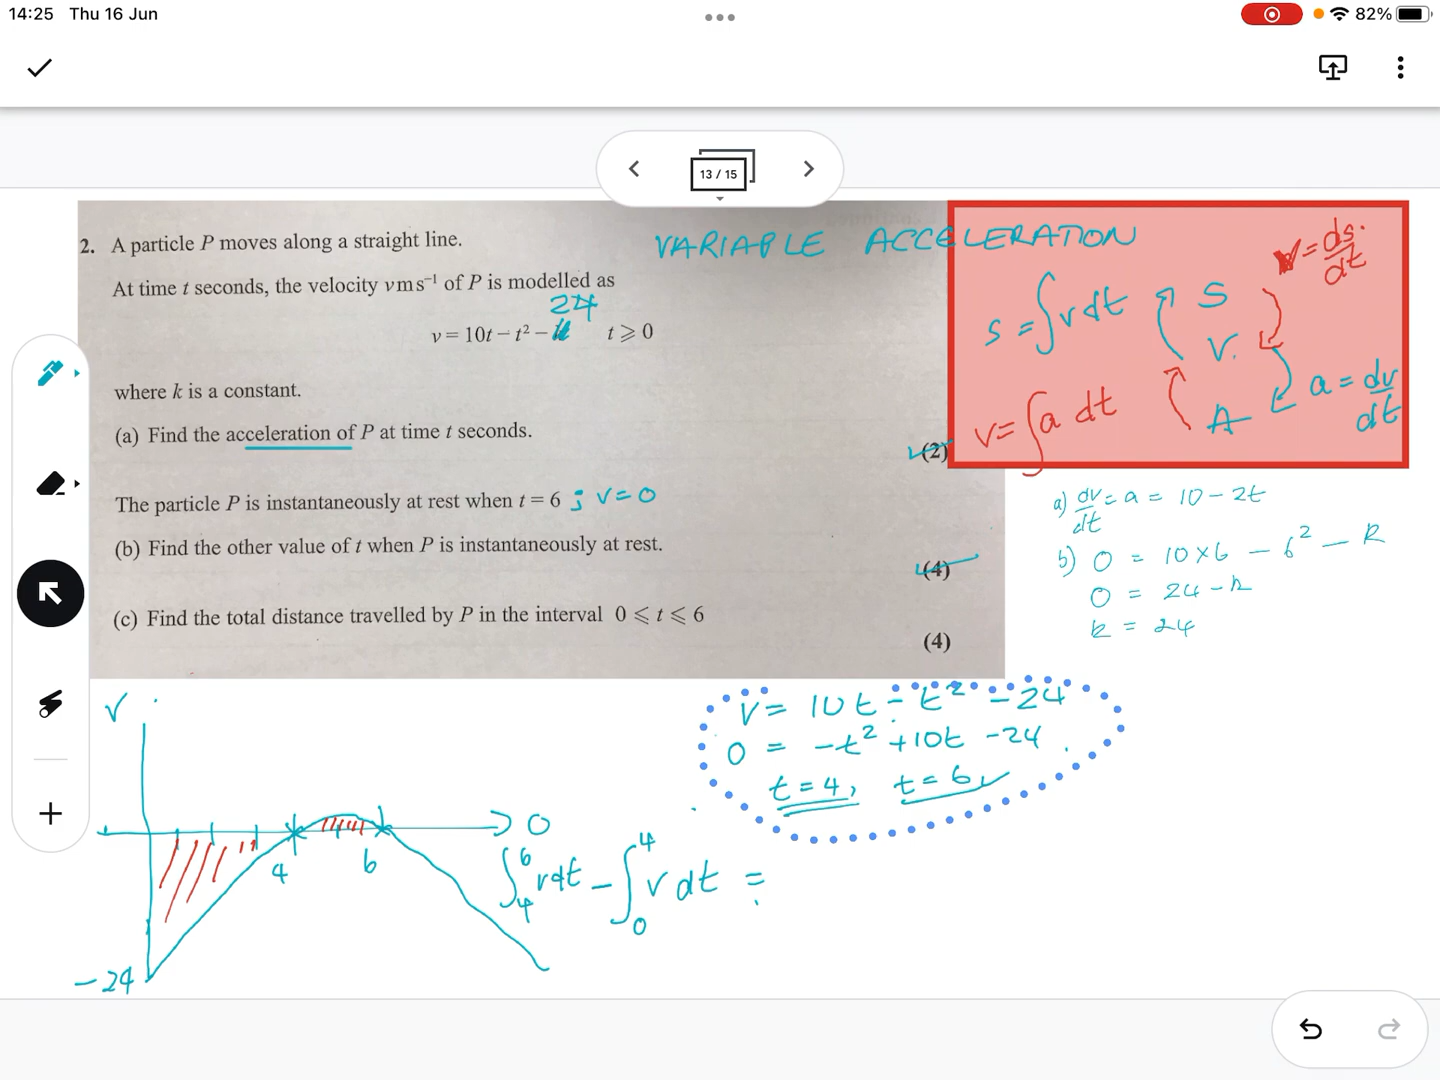 14:25 Thu 16 Jun
82%
13 / 15
2. A particle P moves along a straight line.
VARIABLE ACCELERATION
At time t seconds, the velocity v m s⁻¹ of P is modelled as
24
v = 10t − t² − k t ⩾ 0
where k is a constant.
(a) Find the acceleration of P at time t seconds.
(2)
The particle P is instantaneously at rest when t = 6 ; v = 0
(b) Find the other value of t when P is instantaneously at rest.
(4)
(c) Find the total distance travelled by P in the interval 0 ⩽ t ⩽ 6
(4)
v = ds/dt
s = ∫v dt
S
V.
A
a = dv/dt
v = ∫a dt
a) dv/dt = a = 10 - 2t
b) 0 = 10 × 6 - 6² - k
0 = 24 - k
k = 24
v = 10t - t² - 24
0 = -t² + 10t - 24
t = 4, t = 6 ✓
V
0
4
6
-24
∫₄⁶ v dt - ∫₀⁴ v dt =